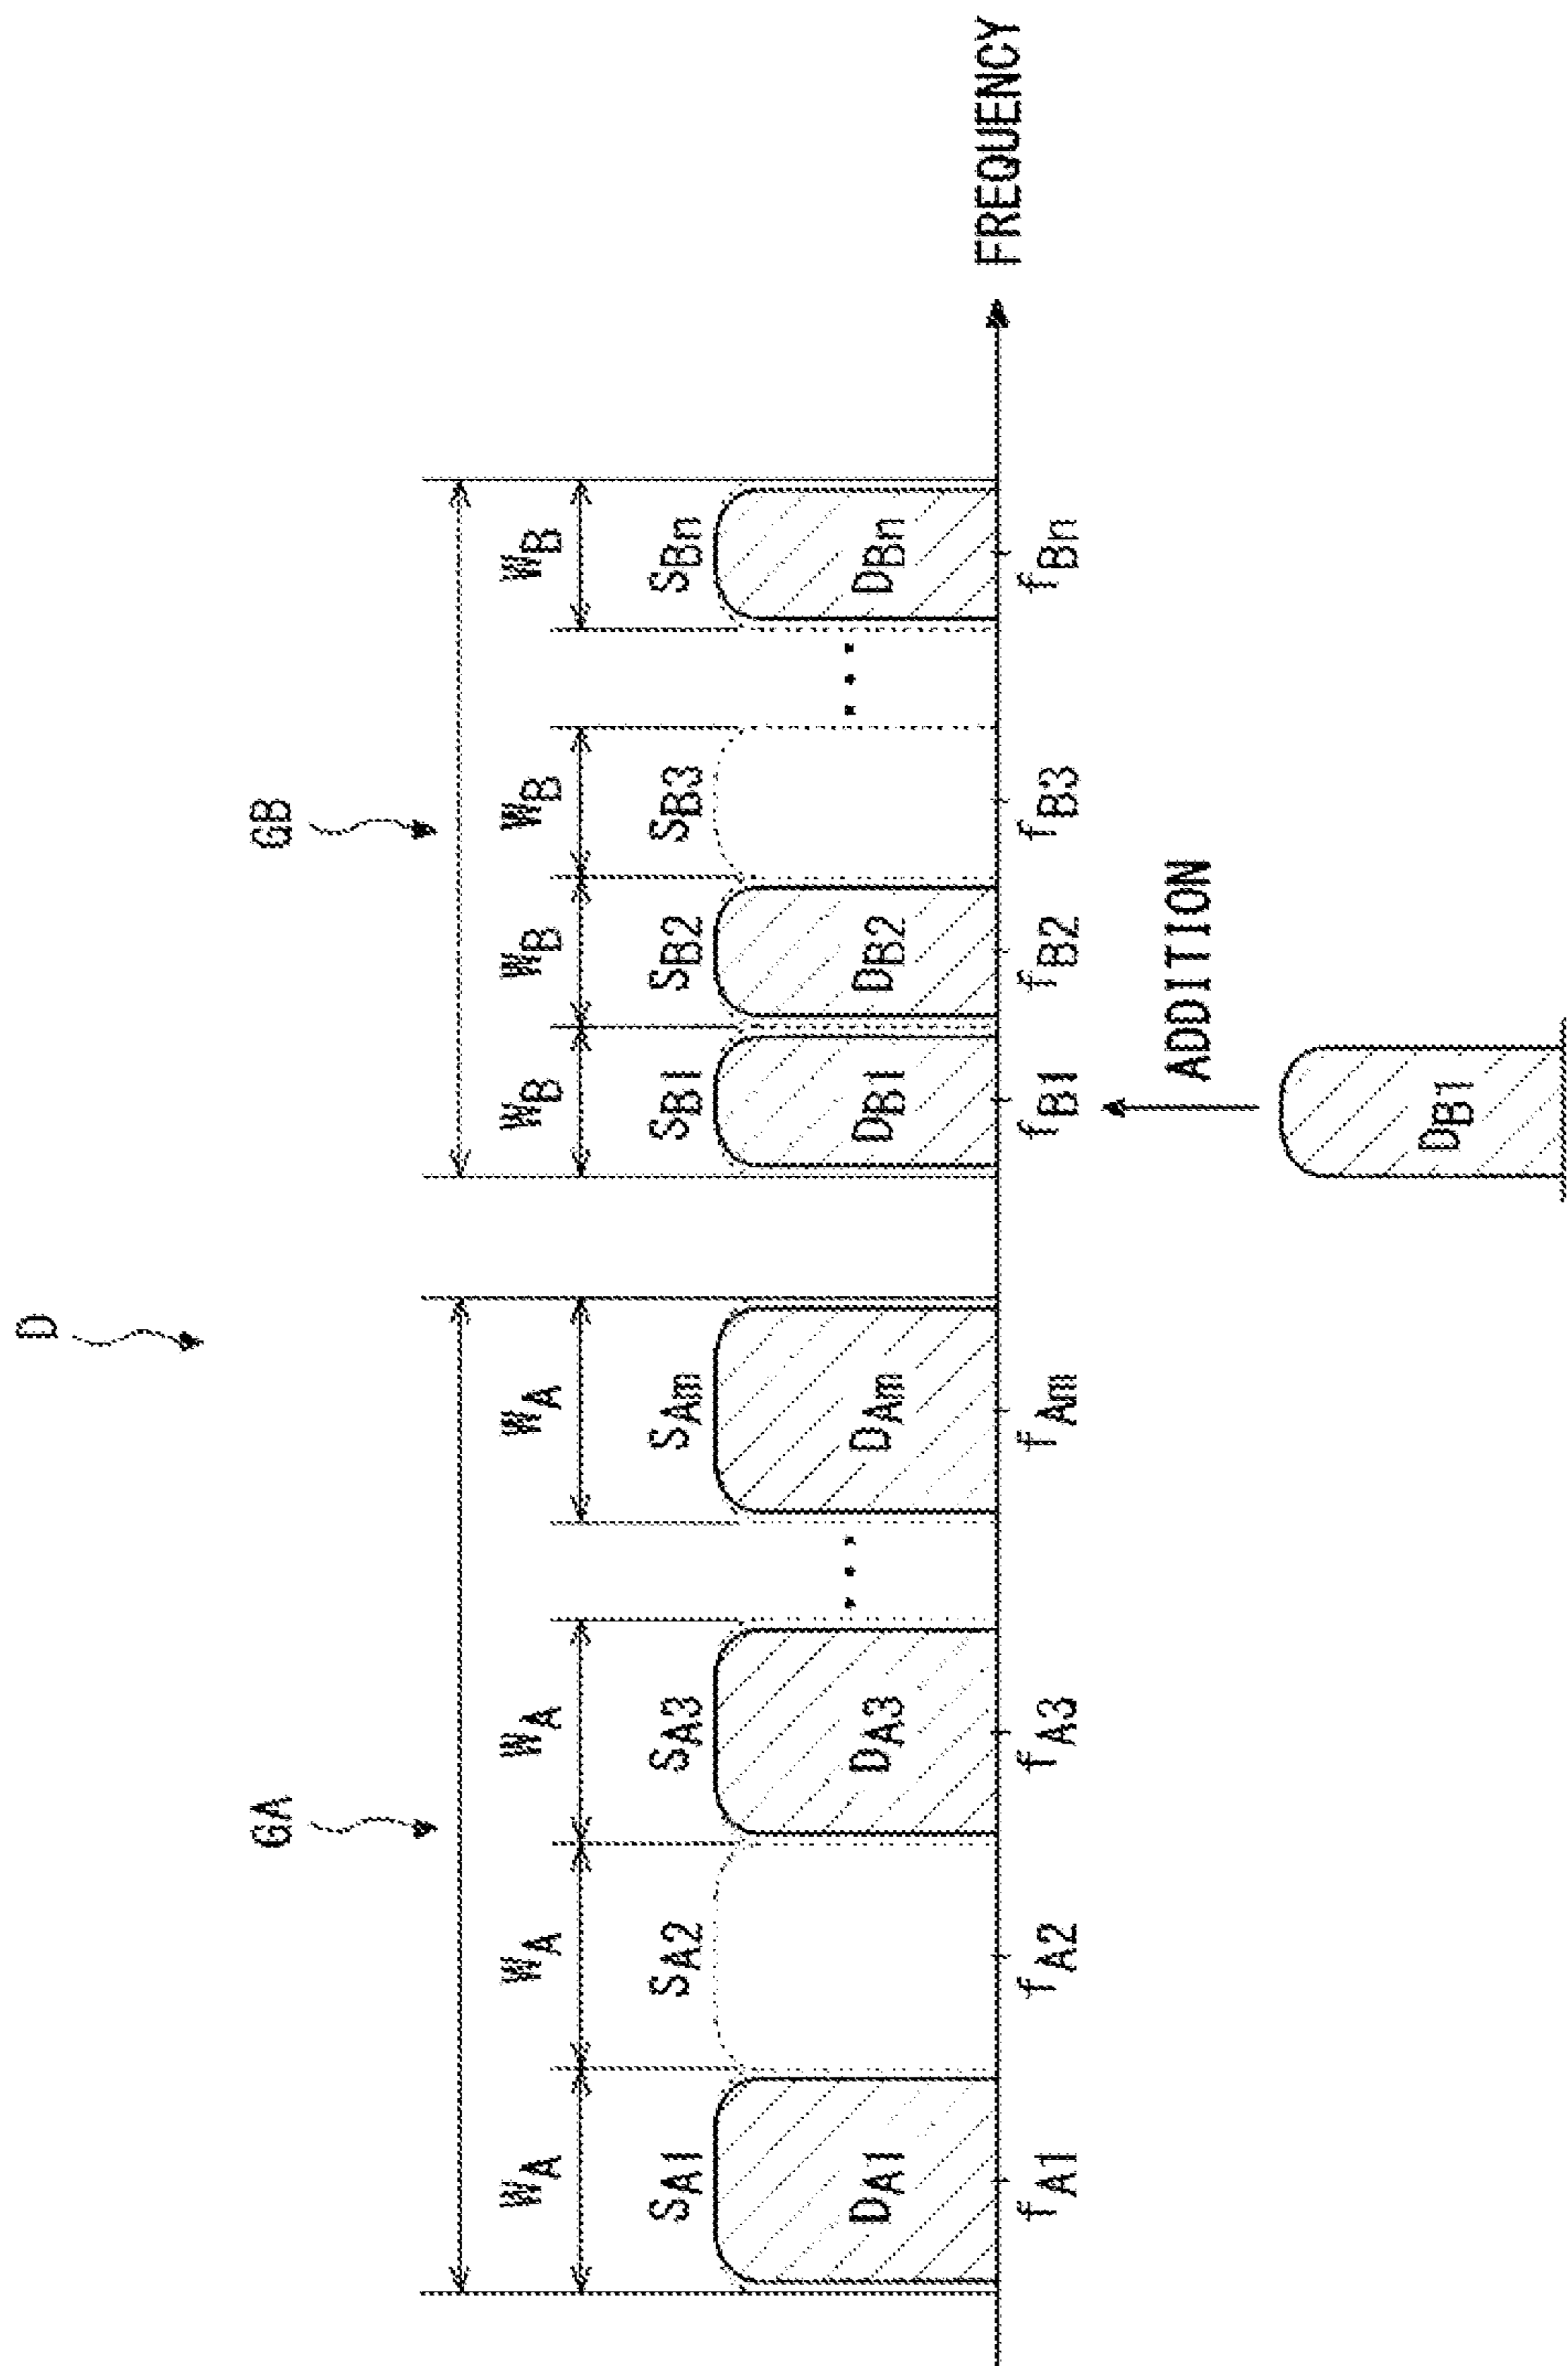 D
GA
GB
WA WA WA WA WB WB WB WB
SA1 SA2 SA3 SAm SB1 SB2 SB3 SBn
DA1 DA3 ... DAm DB1 DB2 ... DBn
FREQUENCY
fA1 fA2 fA3 fAm fB1 fB2 fB3 fBn
ADDITION
DB1